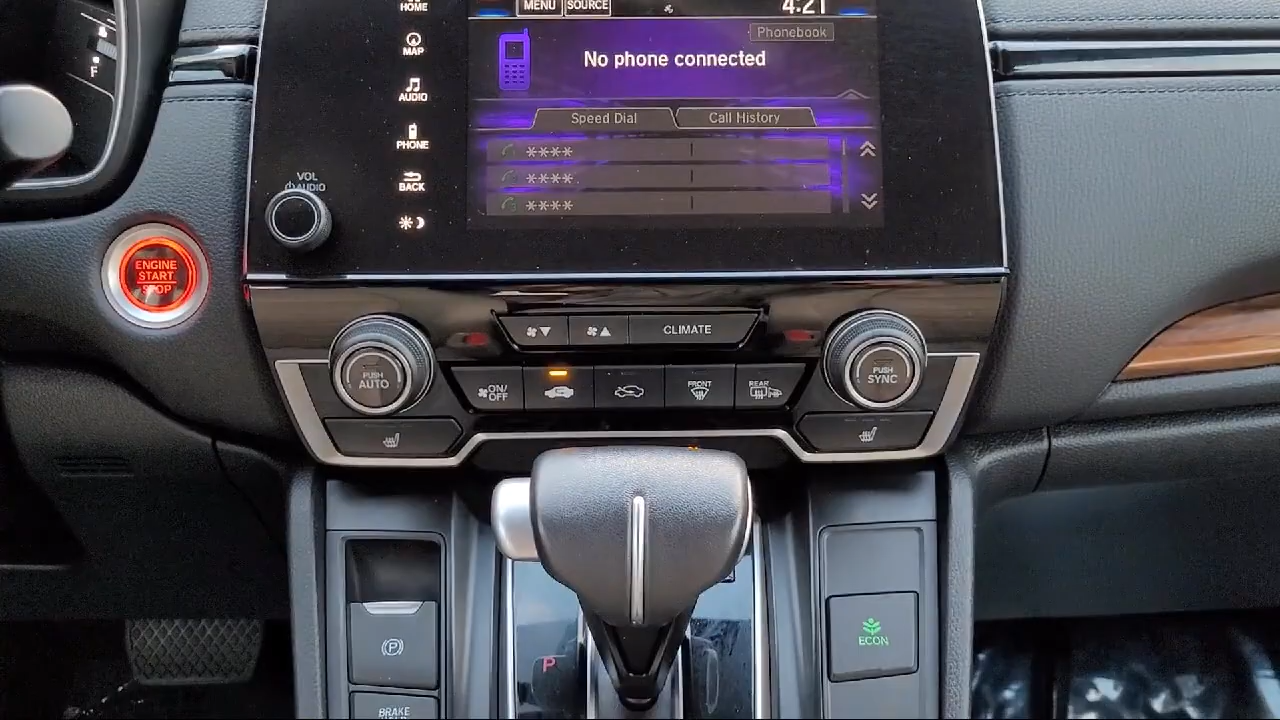 HOME
MENU
SOURCE
4:21
Phonebook
F
MAP
No phone connected
AUDIO
Speed Dial
Call History
PHONE
****
****
****
BACK
VOL
AUDIO
ENGINE
START
STOP
CLIMATE
PUSH
AUTO
PUSH
SYNC
ON/
OFF
FRONT
REAR
P
ECON
P
BRAKE